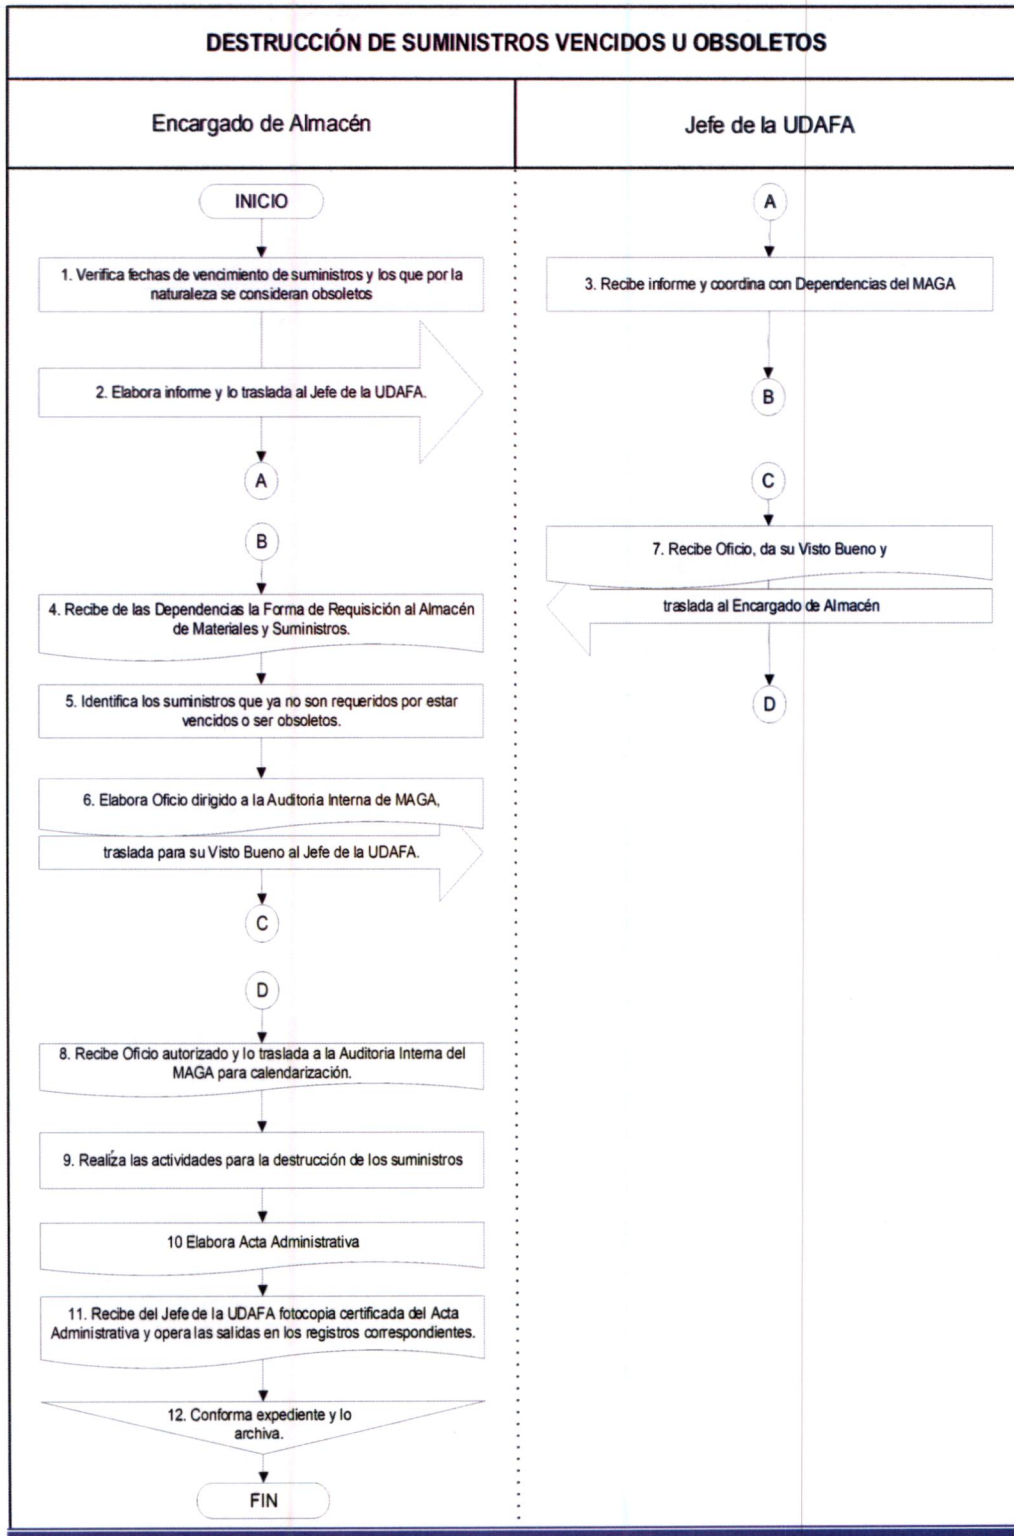 DESTRUCCIÓN DE SUMINISTROS VENCIDOS U OBSOLETOS
Encargado de Almacén
Jefe de la UDAFA
INICIO
1. Verifica fechas de vencimiento de suministros y los que por la
naturaleza se consideran obsoletos
2. Elabora informe y lo traslada al Jefe de la UDAFA.
A
B
4. Recibe de las Dependencias la Forma de Requisición al Almacén
de Materiales y Suministros.
5. Identifica los suministros que ya no son requeridos por estar
vencidos o ser obsoletos.
6. Elabora Oficio dirigido a la Auditoria Interna de MAGA,
traslada para su Visto Bueno al Jefe de la UDAFA.
C
D
8. Recibe Oficio autorizado y lo traslada a la Auditoria Interna del
MAGA para calendarización.
9. Realiza las actividades para la destrucción de los suministros
10 Elabora Acta Administrativa
11. Recibe del Jefe de la UDAFA fotocopia certificada del Acta
Administrativa y opera las salidas en los registros correspondientes.
12. Conforma expediente y lo
archiva.
FIN
A
3. Recibe informe y coordina con Dependencias del MAGA
B
C
7. Recibe Oficio, da su Visto Bueno y
traslada al Encargado de Almacén
D